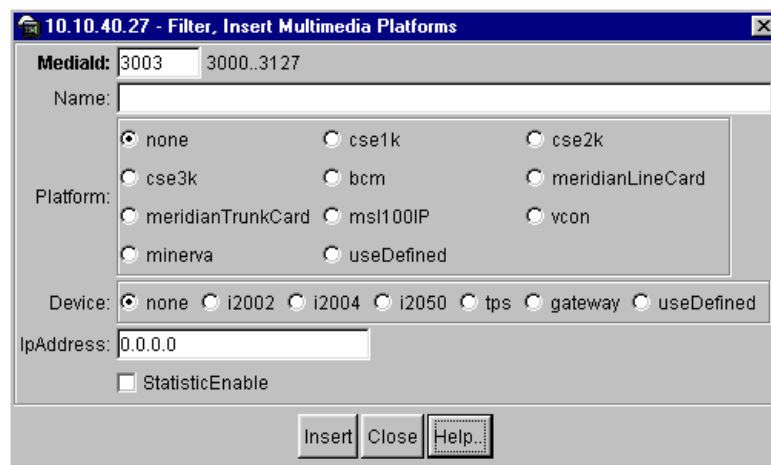 10.10.40.27 - Filter, Insert Multimedia Platforms
MediaId: 3003 3000..3127
Name:
Platform:
none cse1k cse2k
cse3k bcm meridianLineCard
meridianTrunkCard msl100IP vcon
minerva useDefined
Device: none i2002 i2004 i2050 tps gateway useDefined
IpAddress: 0.0.0.0
StatisticEnable
Insert Close Help..